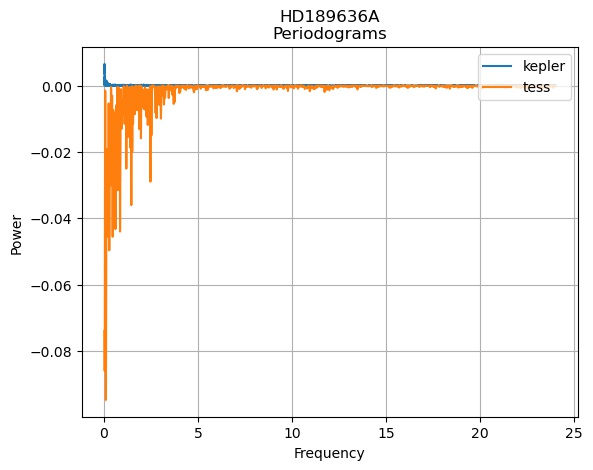 HD189636A
Periodograms
kepler
tess
0.00
−0.02
−0.04
−0.06
−0.08
Power
0 5 10 15 20 25
Frequency